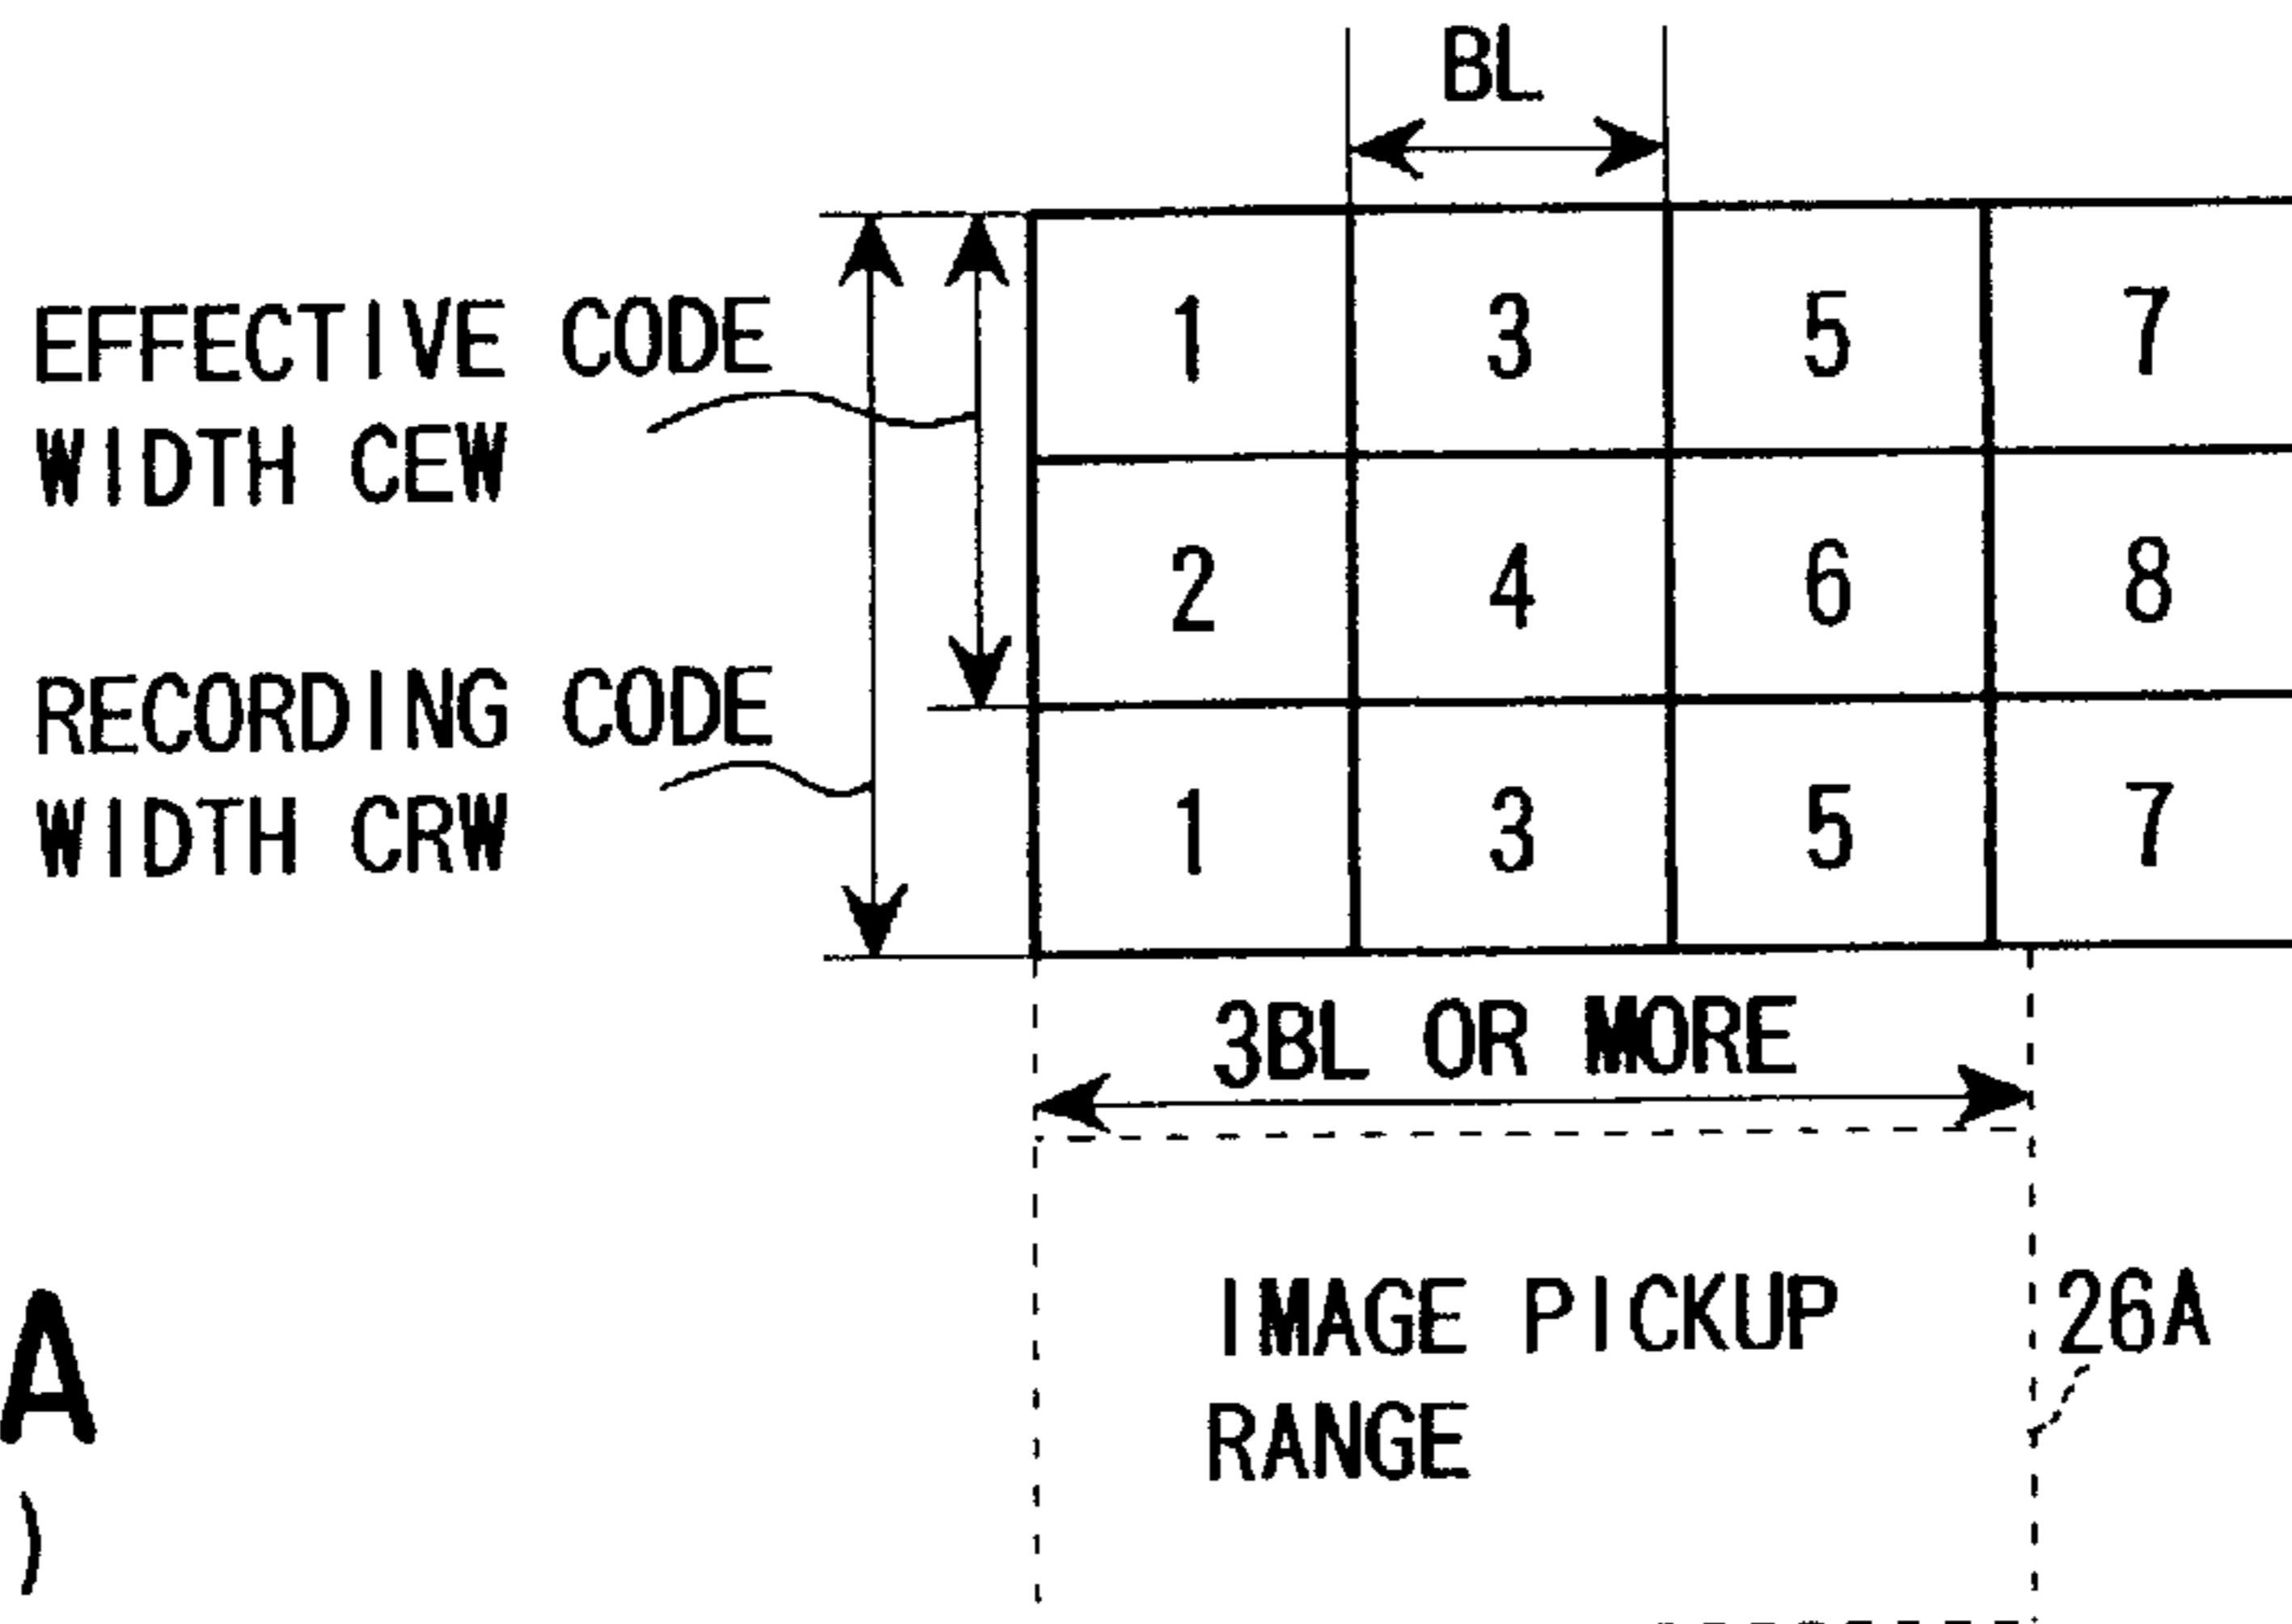 BL
EFFECTIVE CODE
WIDTH CEW
1 3 5 7
2 4 6 8
RECORDING CODE
WIDTH CRW
1 3 5 7
3BL OR MORE
IMAGE PICKUP
RANGE
26A
A
)